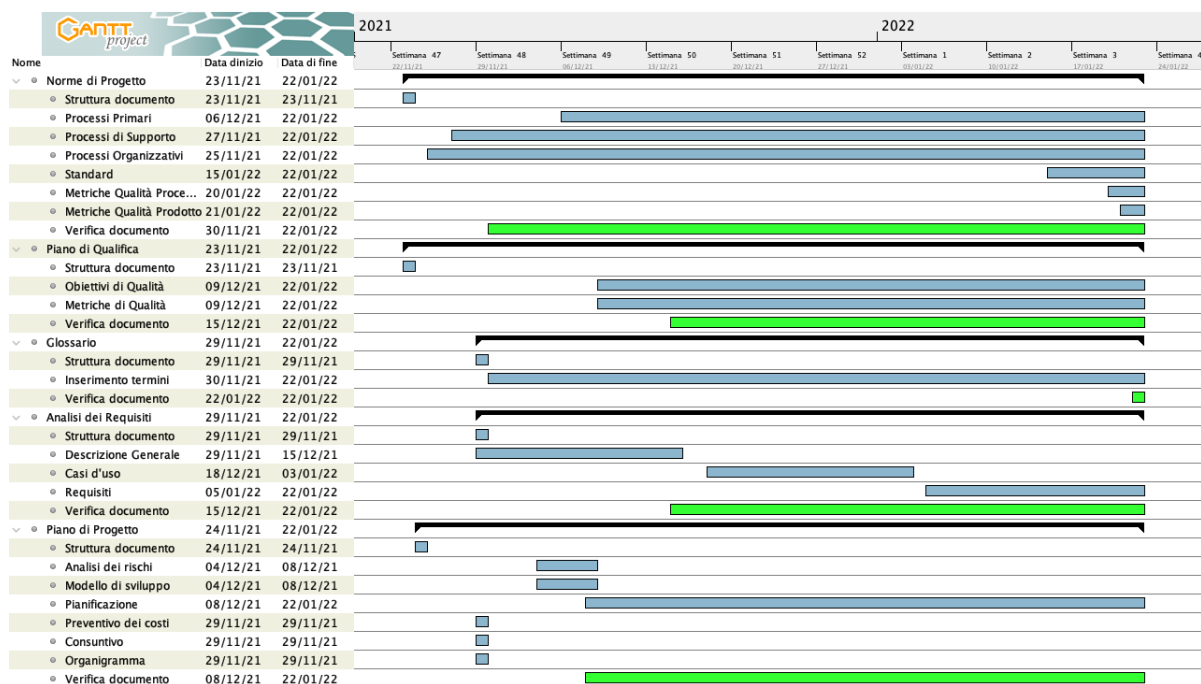 GANTT
project
2021 2022
Settimana 47 Settimana 48 Settimana 49 Settimana 50 Settimana 51 Settimana 52 Settimana 1 Settimana 2 Settimana 3 Settimana 4
22/11/21 29/11/21 06/12/21 13/12/21 20/12/21 27/12/21 03/01/22 10/01/22 17/01/22 24/01/22
Nome Data dinizio Data di fine
Norme di Progetto 23/11/21 22/01/22
Struttura documento 23/11/21 23/11/21
Processi Primari 06/12/21 22/01/22
Processi di Supporto 27/11/21 22/01/22
Processi Organizzativi 25/11/21 22/01/22
Standard 15/01/22 22/01/22
Metriche Qualità Proce... 20/01/22 22/01/22
Metriche Qualità Prodotto 21/01/22 22/01/22
Verifica documento 30/11/21 22/01/22
Piano di Qualifica 23/11/21 22/01/22
Struttura documento 23/11/21 23/11/21
Obiettivi di Qualità 09/12/21 22/01/22
Metriche di Qualità 09/12/21 22/01/22
Verifica documento 15/12/21 22/01/22
Glossario 29/11/21 22/01/22
Struttura documento 29/11/21 29/11/21
Inserimento termini 30/11/21 22/01/22
Verifica documento 22/01/22 22/01/22
Analisi dei Requisiti 29/11/21 22/01/22
Struttura documento 29/11/21 29/11/21
Descrizione Generale 29/11/21 15/12/21
Casi d'uso 18/12/21 03/01/22
Requisiti 05/01/22 22/01/22
Verifica documento 15/12/21 22/01/22
Piano di Progetto 24/11/21 22/01/22
Struttura documento 24/11/21 24/11/21
Analisi dei rischi 04/12/21 08/12/21
Modello di sviluppo 04/12/21 08/12/21
Pianificazione 08/12/21 22/01/22
Preventivo dei costi 29/11/21 29/11/21
Consuntivo 29/11/21 29/11/21
Organigramma 29/11/21 29/11/21
Verifica documento 08/12/21 22/01/22